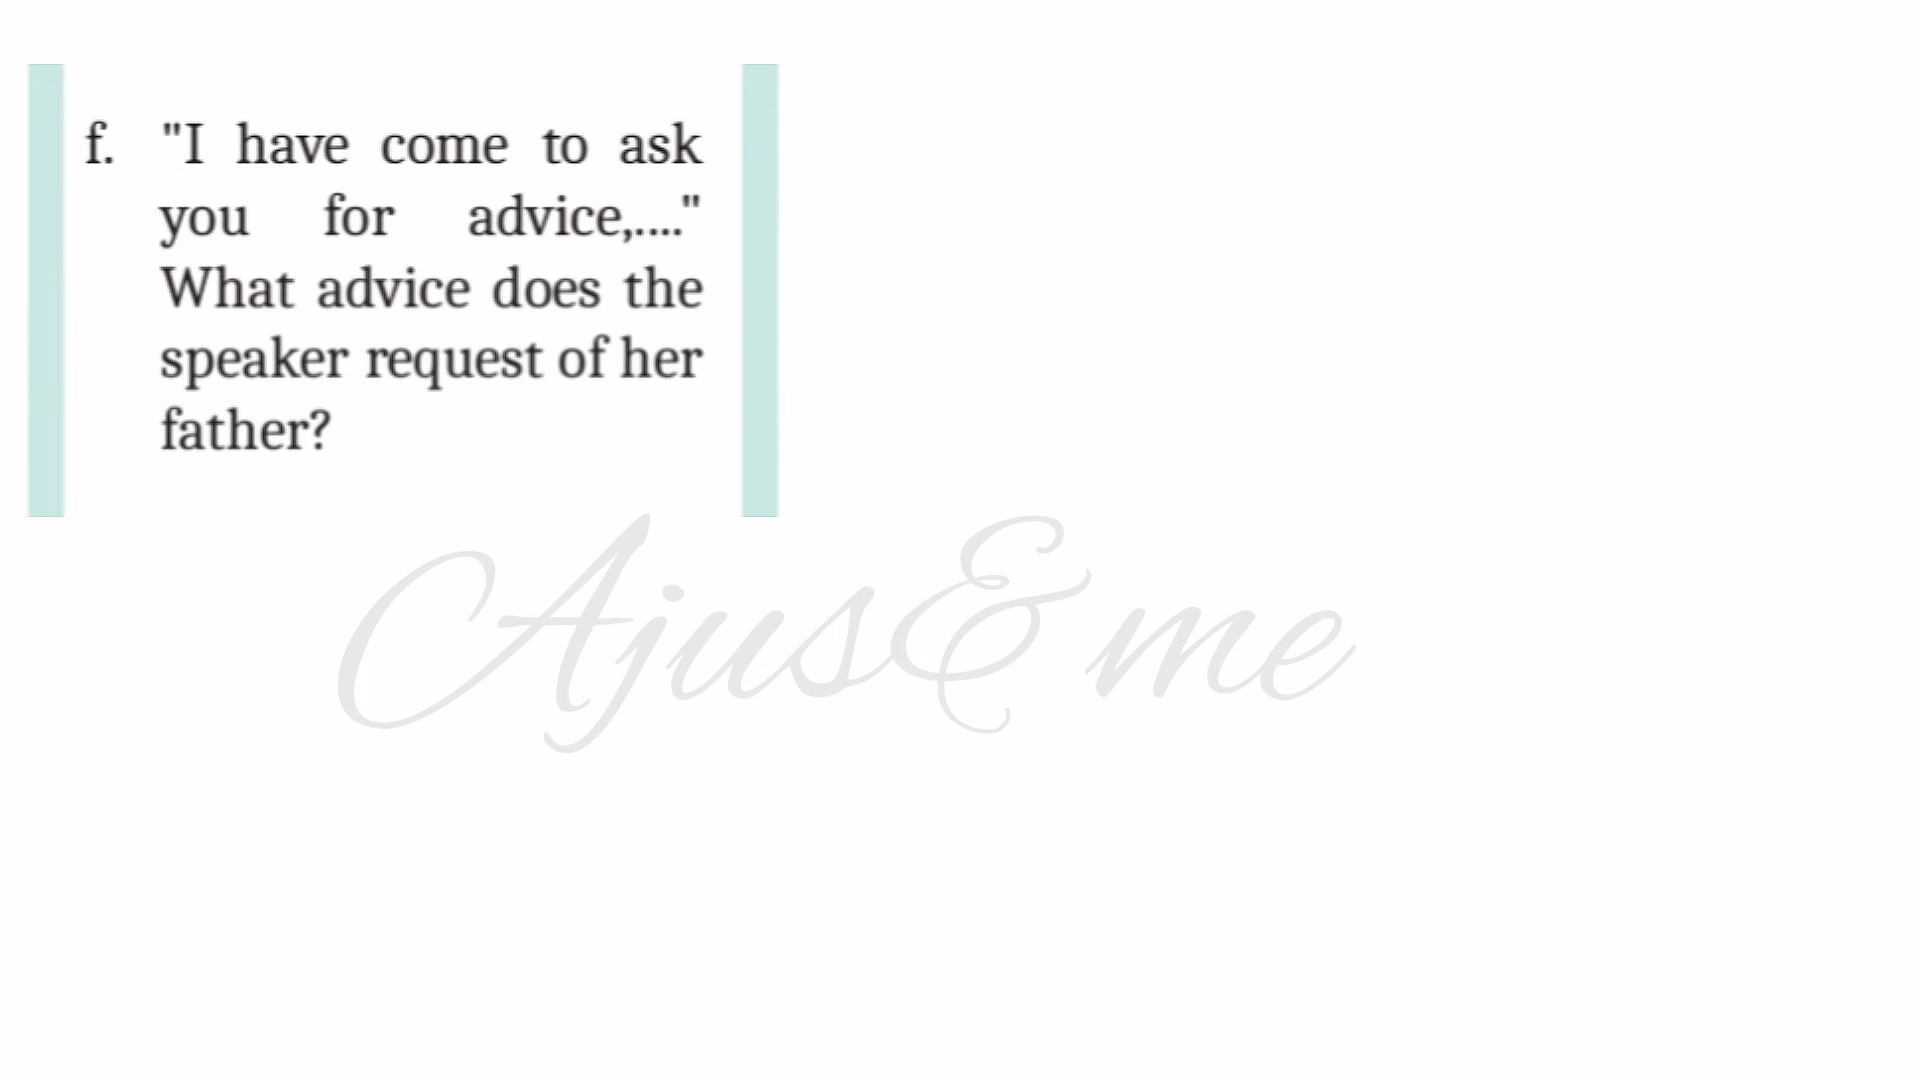 f. "I have come to ask
you for advice,...."
What advice does the
speaker request of her
father?
Ajus& me